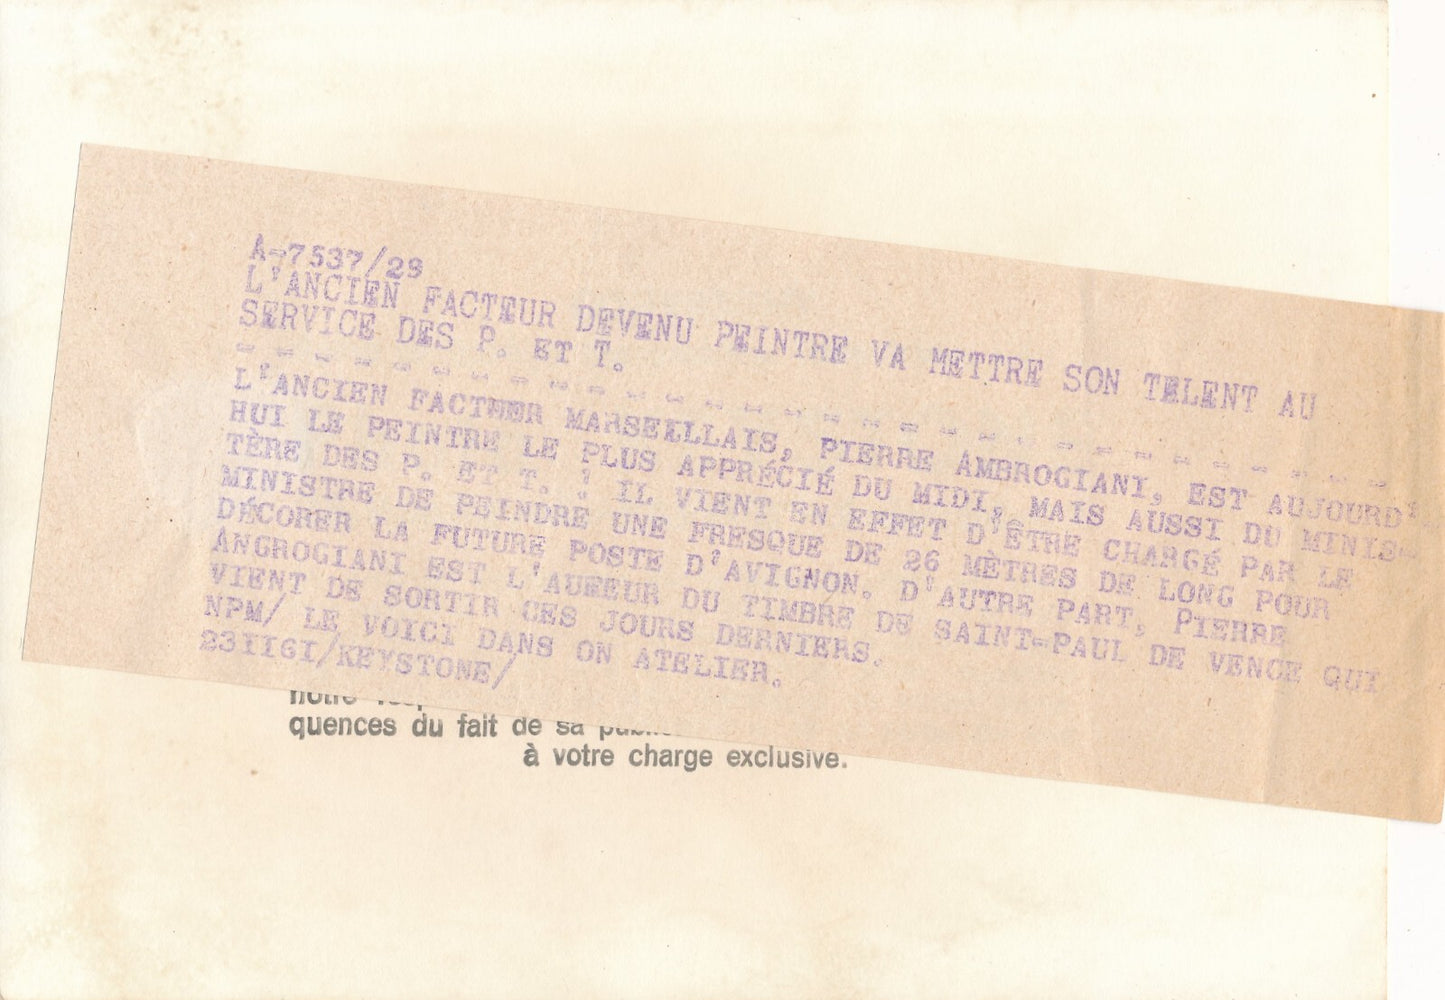 A-7537/29
L'ANCIEN FACTEUR DEVENU PEINTRE VA METTRE SON TELENT AU
SERVICE DES P. ET T.
- - - - - - - - - - - - - - - - - - - - - - - - - - - - - -
L'ANCIEN FACTEUR MARSEILLAIS, PIERRE AMBROGIANI, EST AUJOURD'-
HUI LE PEINTRE LE PLUS APPRÉCIÉ DU MIDI, MAIS AUSSI DU MINIS-
TÈRE DES P. ET T. ! IL VIENT EN EFFET D'ÊTRE CHARGÉ PAR LE
MINISTRE DE PEINDRE UNE FRESQUE DE 26 MÈTRES DE LONG POUR
DÉCORER LA FUTURE POSTE D'AVIGNON. D'AUTRE PART, PIERRE
ANGROGIANI EST L'AUTEUR DU TIMBRE DE SAINT-PAUL DE VENCE QUI
VIENT DE SORTIR CES JOURS DERNIERS.
NPM/ LE VOICI DANS ON ATELIER.
231161/KEYSTONE/
notre
quences du fait de sa
à votre charge exclusive.